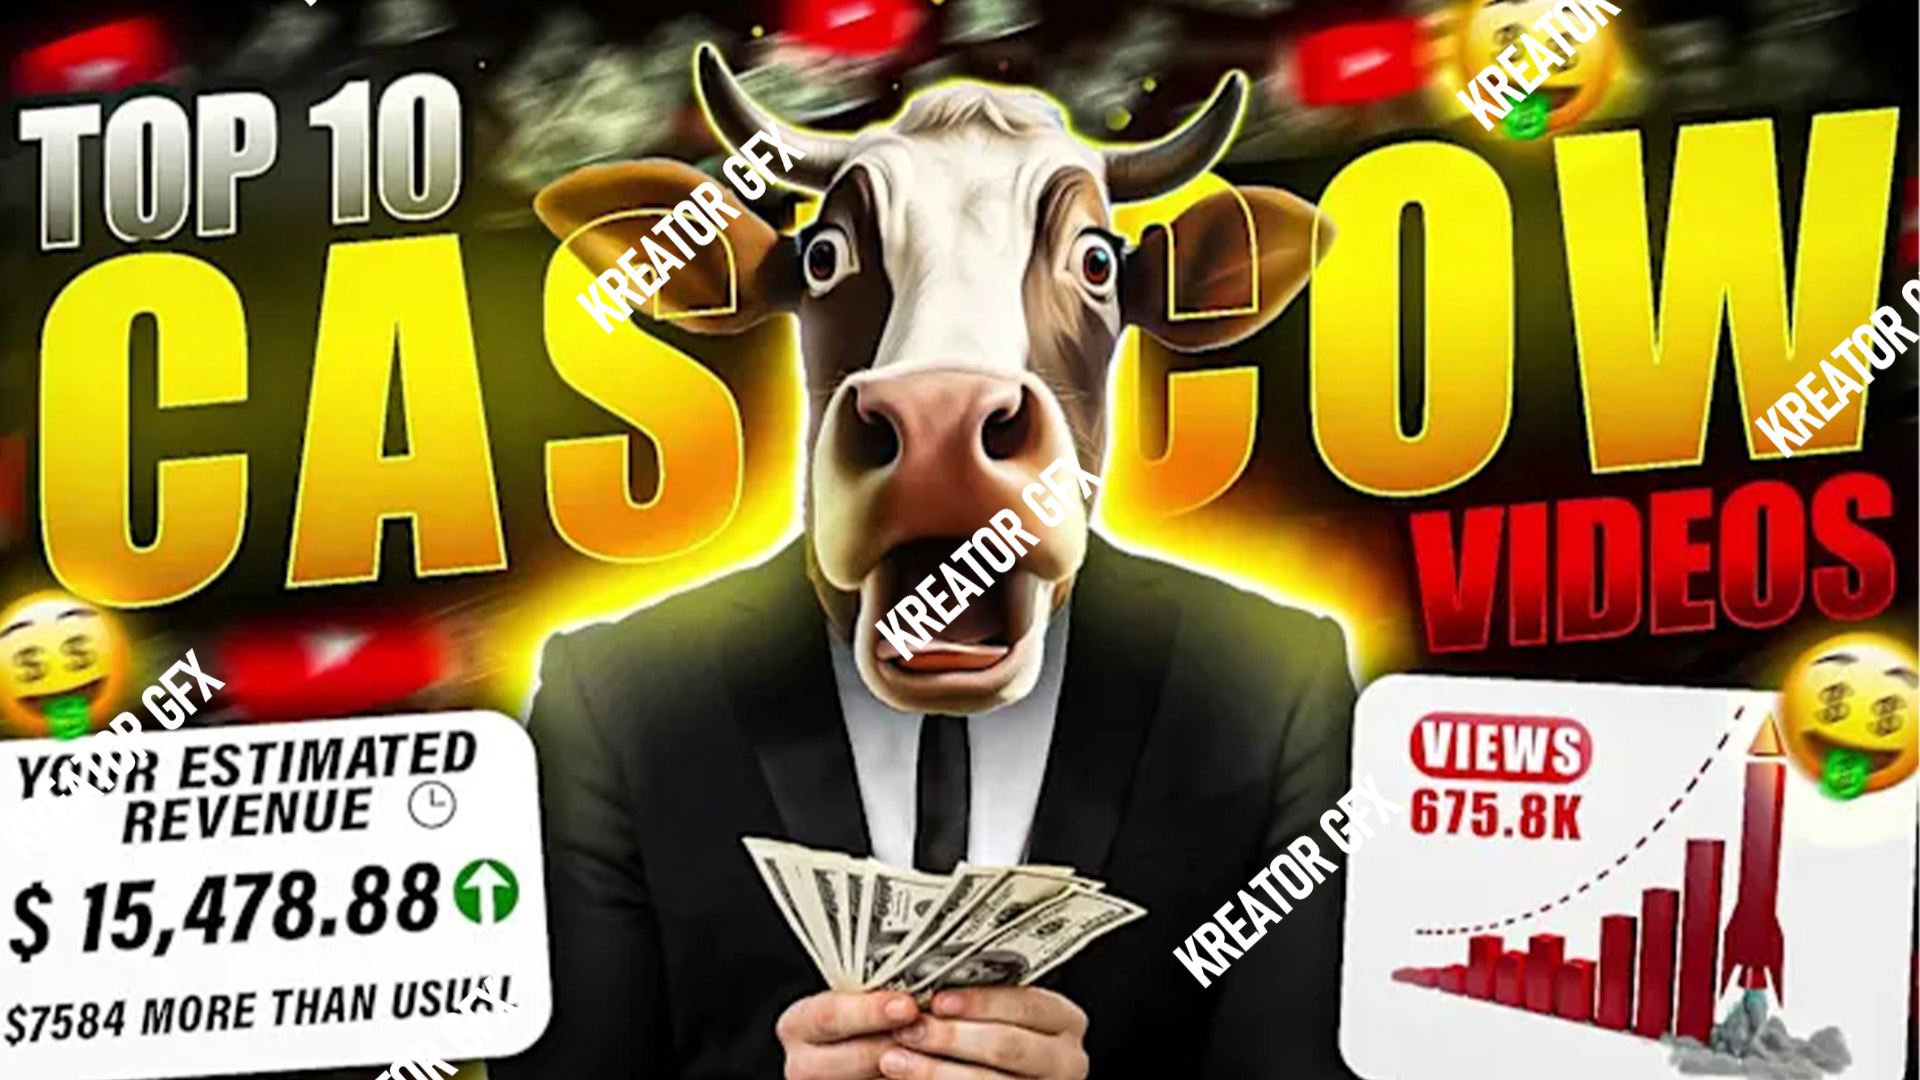 TOP 10
CAS COW
VIDEOS
YOUR ESTIMATED
REVENUE
$ 15,478.88
$7584 MORE THAN USUAL
VIEWS
675.8K
KREATOR GFX
KREATOR
KREATOR G
KREATOR GFX
KREATOR GFX
KREATOR GFX
KREATOR GFX